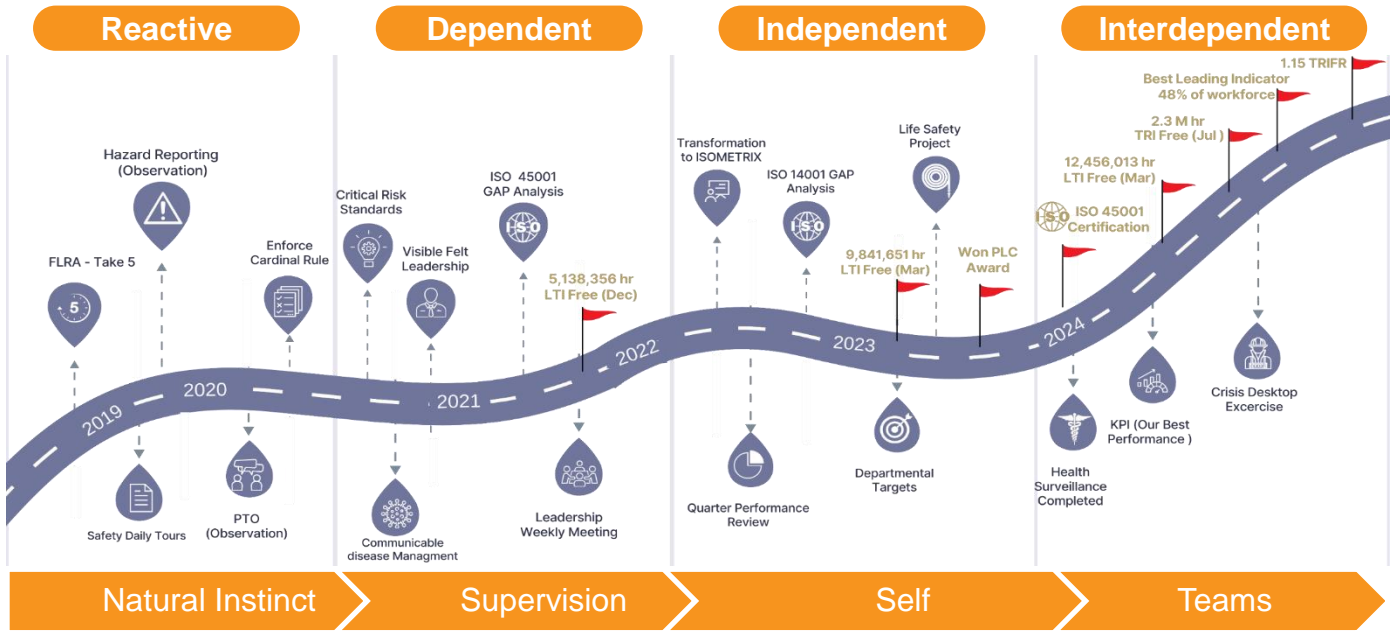 Reactive
Dependent
Independent
Interdependent
FLRA - Take 5
5
Hazard Reporting
(Observation)
Enforce
Cardinal Rule
Safety Daily Tours
PTO
(Observation)
2019
2020
Critical Risk
Standards
Visible Felt
Leadership
ISO 45001
GAP Analysis
ISO
5,138,356 hr
LTI Free (Dec)
Communicable
disease Managment
Leadership
Weekly Meeting
2021
2022
Transformation
to ISOMETRIX
ISO 14001 GAP
Analysis
ISO
Life Safety
Project
9,841,651 hr
LTI Free (Mar)
Won PLC
Award
Quarter Performance
Review
Departmental
Targets
2023
2024
1.15 TRIFR
Best Leading Indicator
48% of workforce
2.3 M hr
TRI Free (Jul )
12,456,013 hr
LTI Free (Mar)
ISO
ISO 45001
Certification
Health
Surveillance
Completed
KPI (Our Best
Performance )
Crisis Desktop
Excercise
Natural Instinct
Supervision
Self
Teams